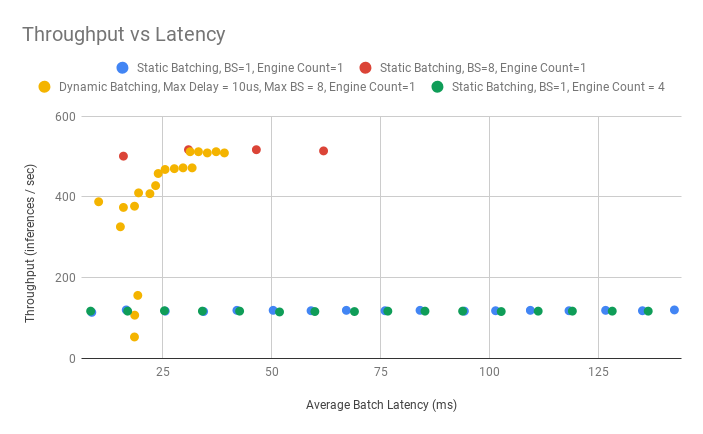 Throughput vs Latency
Static Batching, BS=1, Engine Count=1
Static Batching, BS=8, Engine Count=1
Dynamic Batching, Max Delay = 10us, Max BS = 8, Engine Count=1
Static Batching, BS=1, Engine Count = 4
Throughput (inferences / sec)
600
400
200
0
25
50
75
100
125
Average Batch Latency (ms)